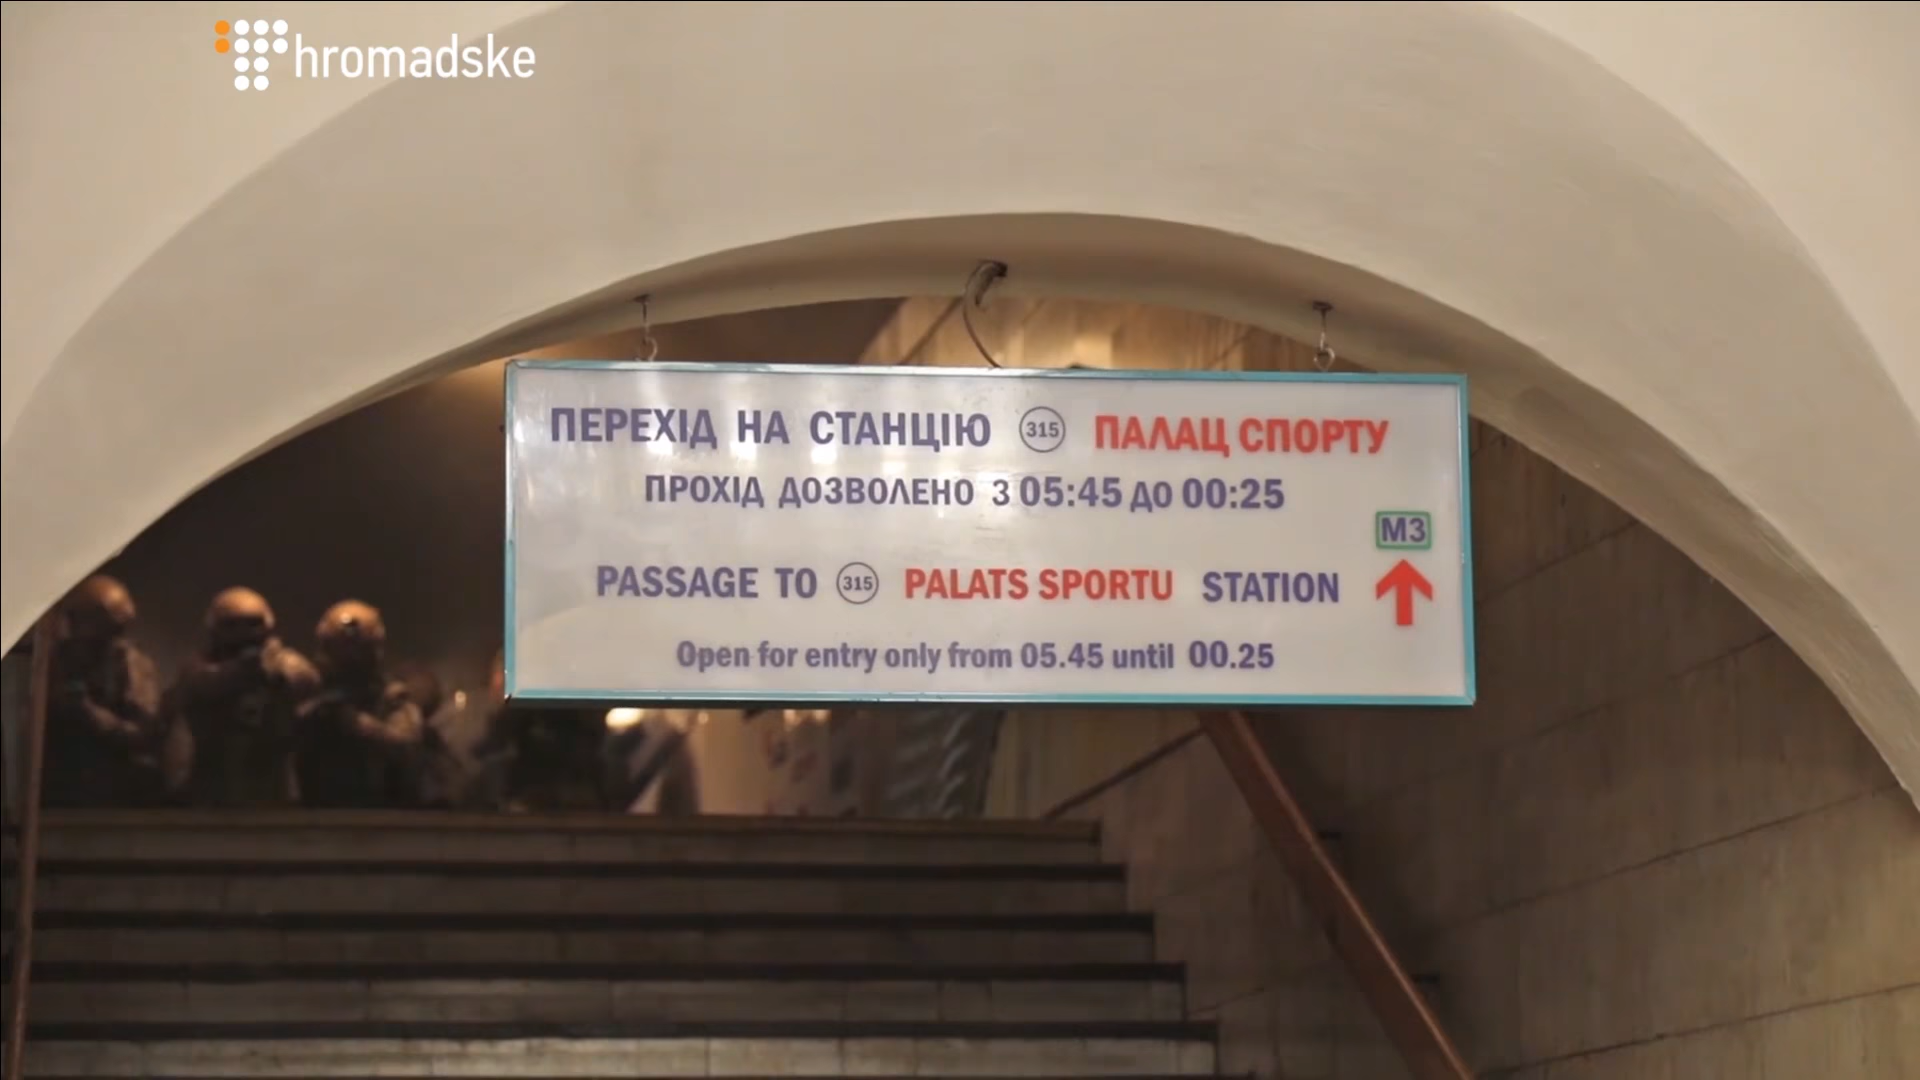 hromadske
ПЕРЕХІД НА СТАНЦІЮ 315 ПАЛАЦ СПОРТУ
ПРОХІД ДОЗВОЛЕНО З 05:45 ДО 00:25
М3
PASSAGE TO 315 PALATS SPORTU STATION
Open for entry only from 05.45 until 00.25